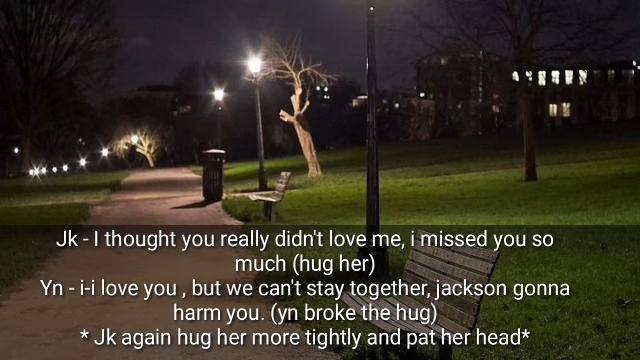 Jk - I thought you really didn't love me, i missed you so
much (hug her)
Yn - i-i love you , but we can't stay together, jackson gonna
harm you. (yn broke the hug)
* Jk again hug her more tightly and pat her head*